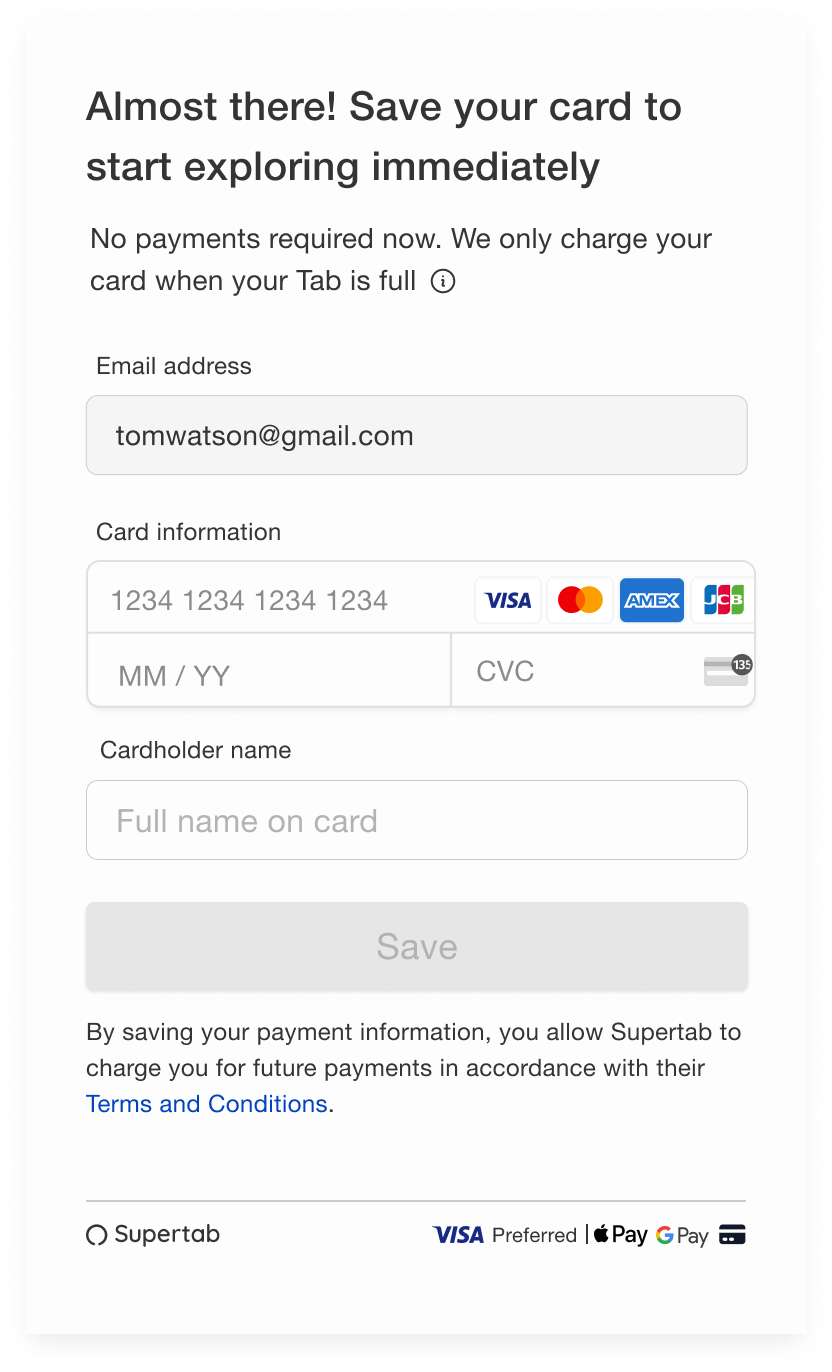 Almost there! Save your card to
start exploring immediately
No payments required now. We only charge your
card when your Tab is full
Email address
tomwatson@gmail.com
Card information
1234 1234 1234 1234 VISA AMEX JCB
MM / YY CVC 135
Cardholder name
Full name on card
Save
By saving your payment information, you allow Supertab to
charge you for future payments in accordance with their
Terms and Conditions.
Supertab VISA Preferred | Pay G Pay